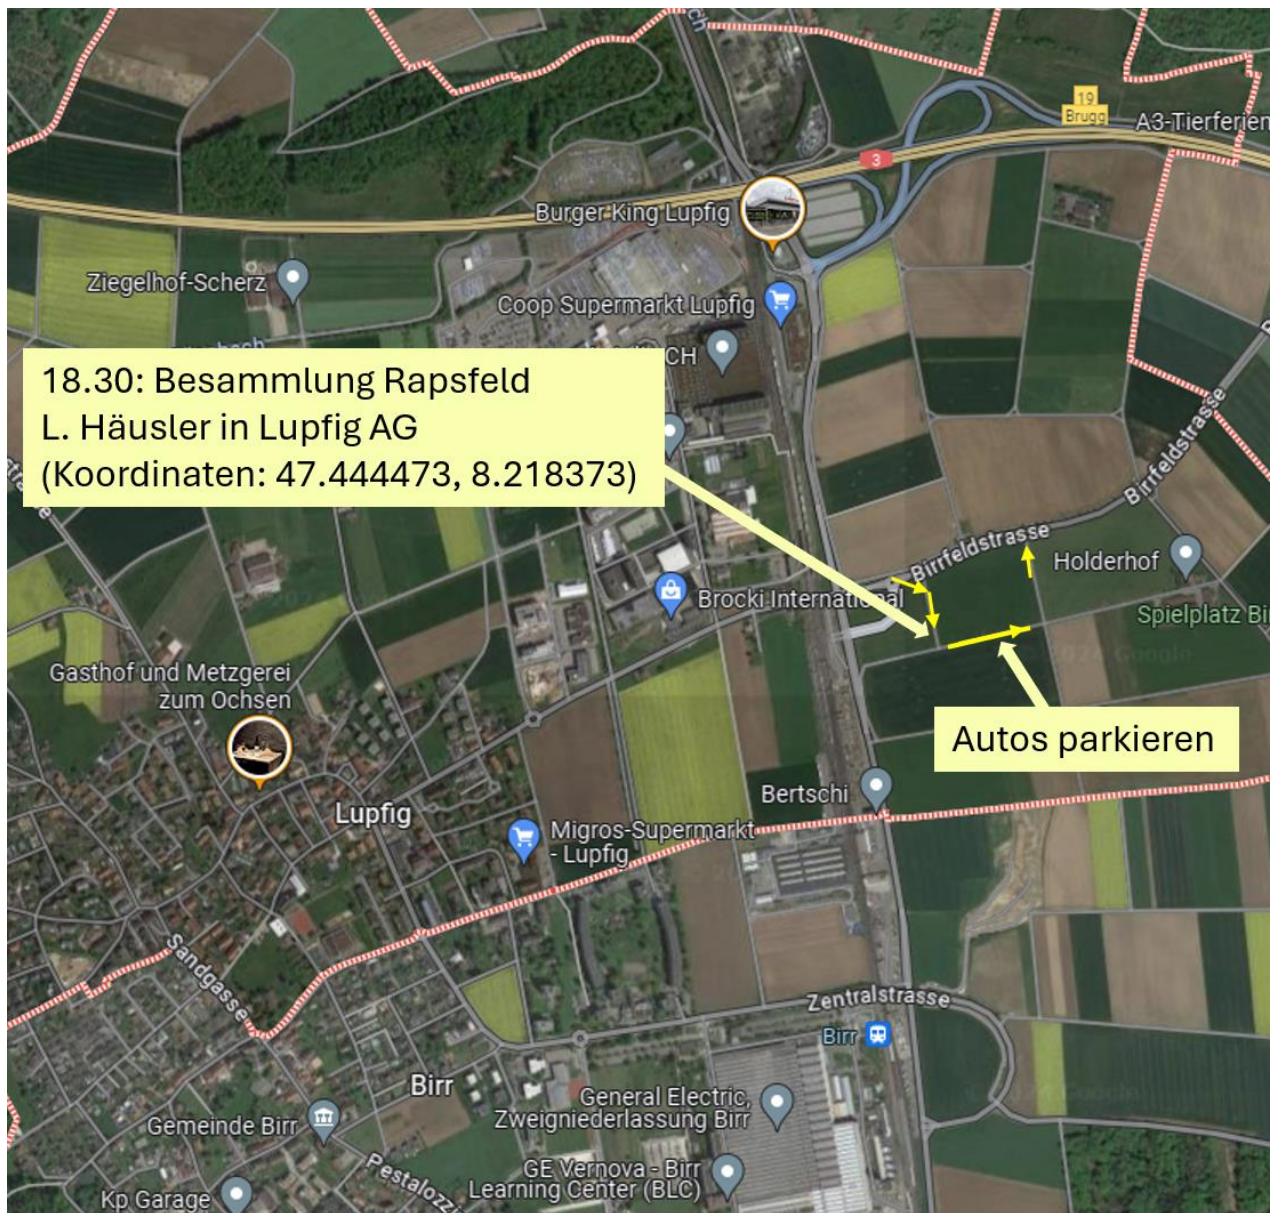 19
Brugg
A3-Tierferien
3
Burger King Lupfig
Ziegelhof-Scherz
Coop Supermarkt Lupfig
CH
18.30: Besammlung Rapsfeld
L. Häusler in Lupfig AG
(Koordinaten: 47.444473, 8.218373)
Birrfeldstrasse
Birrfeldstrasse
Holderhof
Brocki International
Spielplatz Bir
Gasthof und Metzgerei
zum Ochsen
Autos parkieren
Bertschi
Lupfig
Migros-Supermarkt
- Lupfig
Sandgasse
Zentralstrasse
Birr
Birr
General Electric,
Zweigniederlassung Birr
Gemeinde Birr
GE Vernova - Birr
Learning Center (BLC)
Pestalozzi
Kp Garage